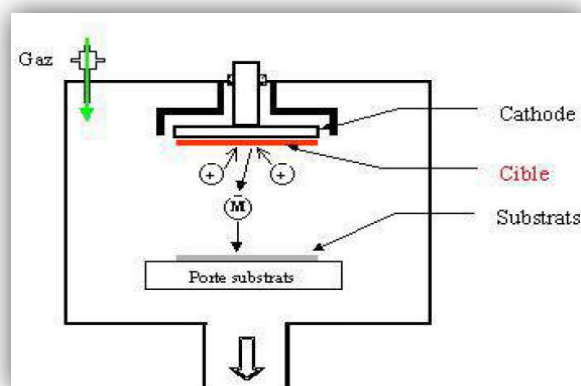 Gaz
Cathode
+
+
Cible
M
Substrats
Porte substrats